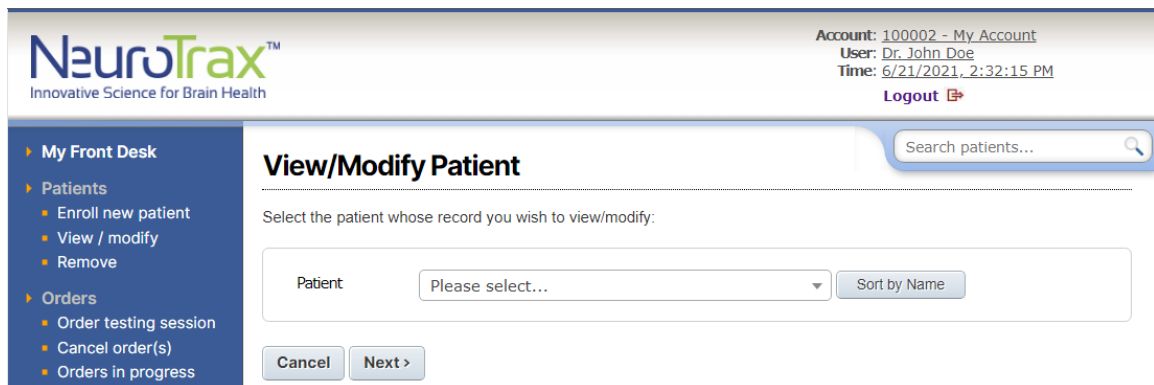 NeuroTrax™
Innovative Science for Brain Health
Account: 100002 - My Account
User: Dr. John Doe
Time: 6/21/2021, 2:32:15 PM
Logout
My Front Desk
Patients
Enroll new patient
View / modify
Remove
Orders
Order testing session
Cancel order(s)
Orders in progress
Search patients...
View/Modify Patient
Select the patient whose record you wish to view/modify:
Patient Please select... Sort by Name
Cancel Next ›